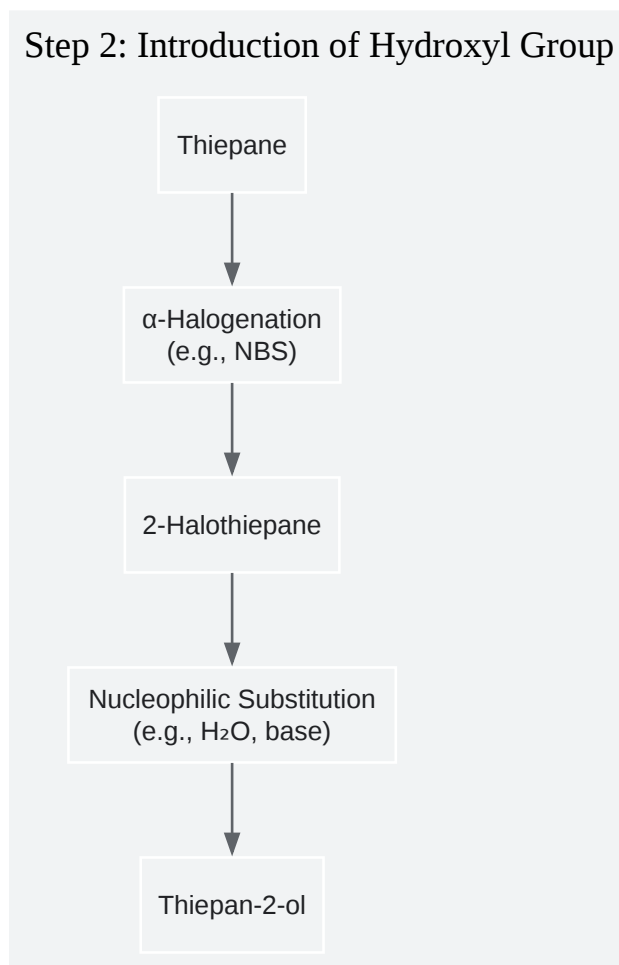 Step 2: Introduction of Hydroxyl Group
Thiepane
α-Halogenation
(e.g., NBS)
2-Halothiepane
Nucleophilic Substitution
(e.g., H₂O, base)
Thiepan-2-ol